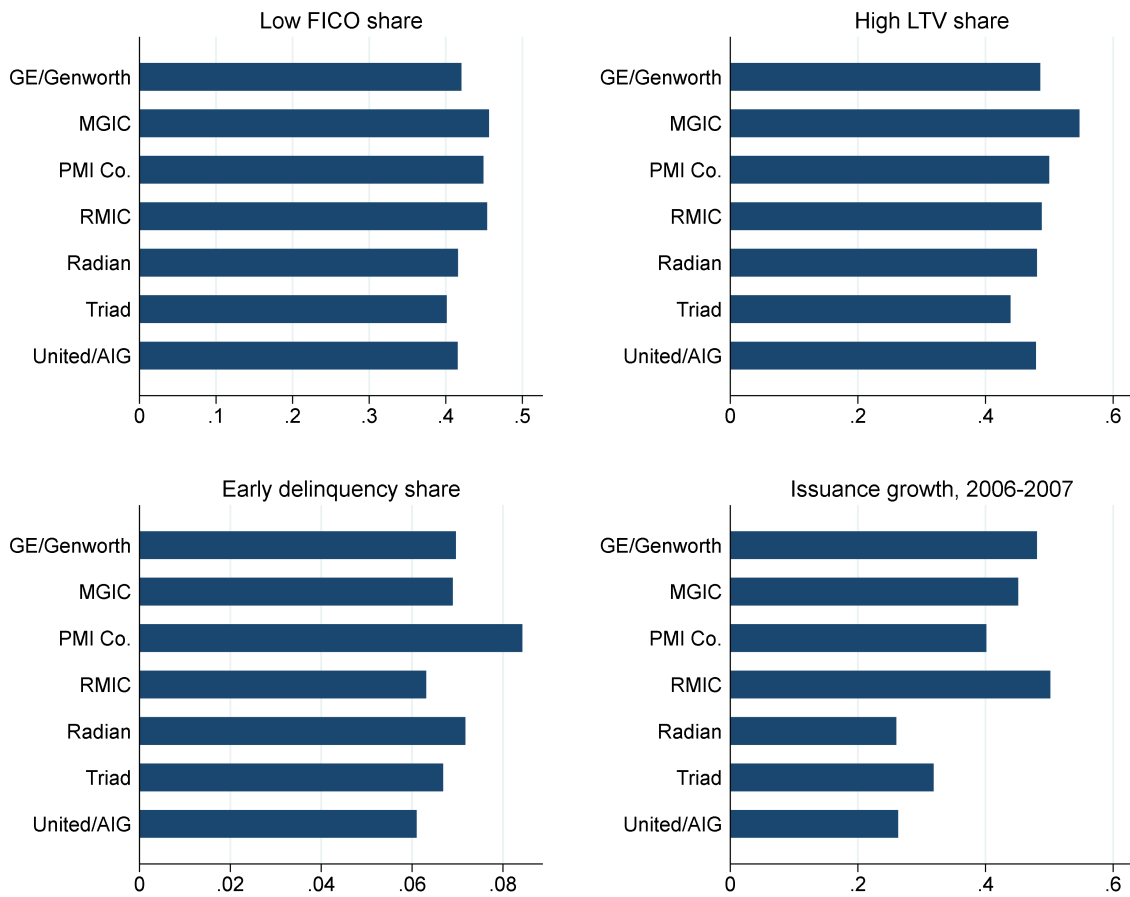 Low FICO share
GE/Genworth
MGIC
PMI Co.
RMIC
Radian
Triad
United/AIG
0 .1 .2 .3 .4 .5
High LTV share
GE/Genworth
MGIC
PMI Co.
RMIC
Radian
Triad
United/AIG
0 .2 .4 .6
Early delinquency share
GE/Genworth
MGIC
PMI Co.
RMIC
Radian
Triad
United/AIG
0 .02 .04 .06 .08
Issuance growth, 2006-2007
GE/Genworth
MGIC
PMI Co.
RMIC
Radian
Triad
United/AIG
0 .2 .4 .6